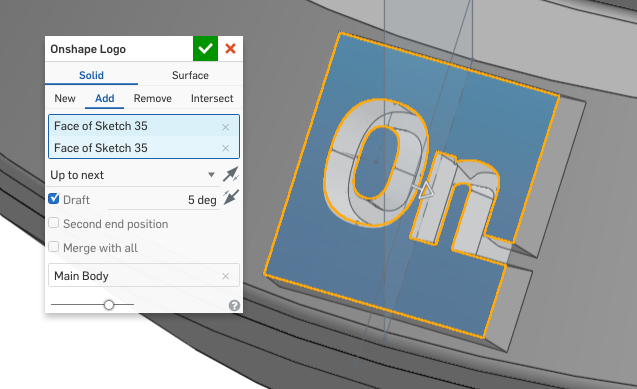 Onshape Logo
Solid Surface
New Add Remove Intersect
Face of Sketch 35
Face of Sketch 35
Up to next
Draft 5 deg
Second end position
Merge with all
Main Body
?
On